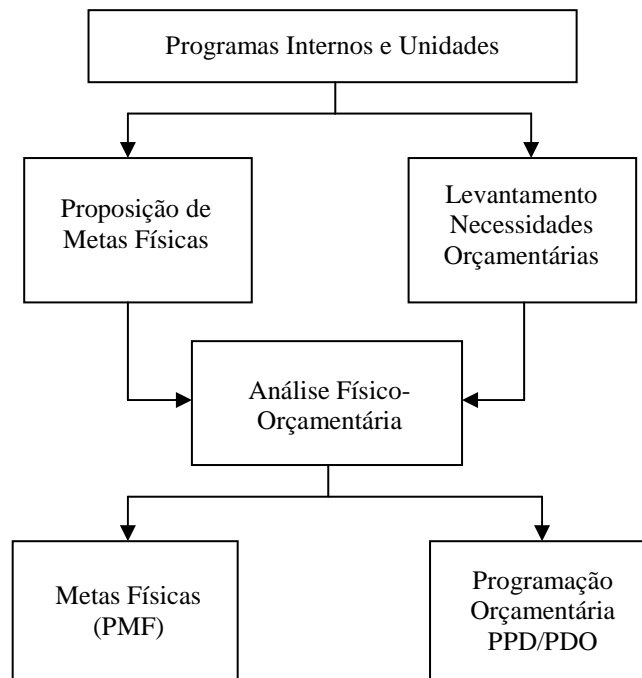 Programas Internos e Unidades
Proposição de
Metas Físicas
Levantamento
Necessidades
Orçamentárias
Análise Físico-
Orçamentária
Metas Físicas
(PMF)
Programação
Orçamentária
PPD/PDO